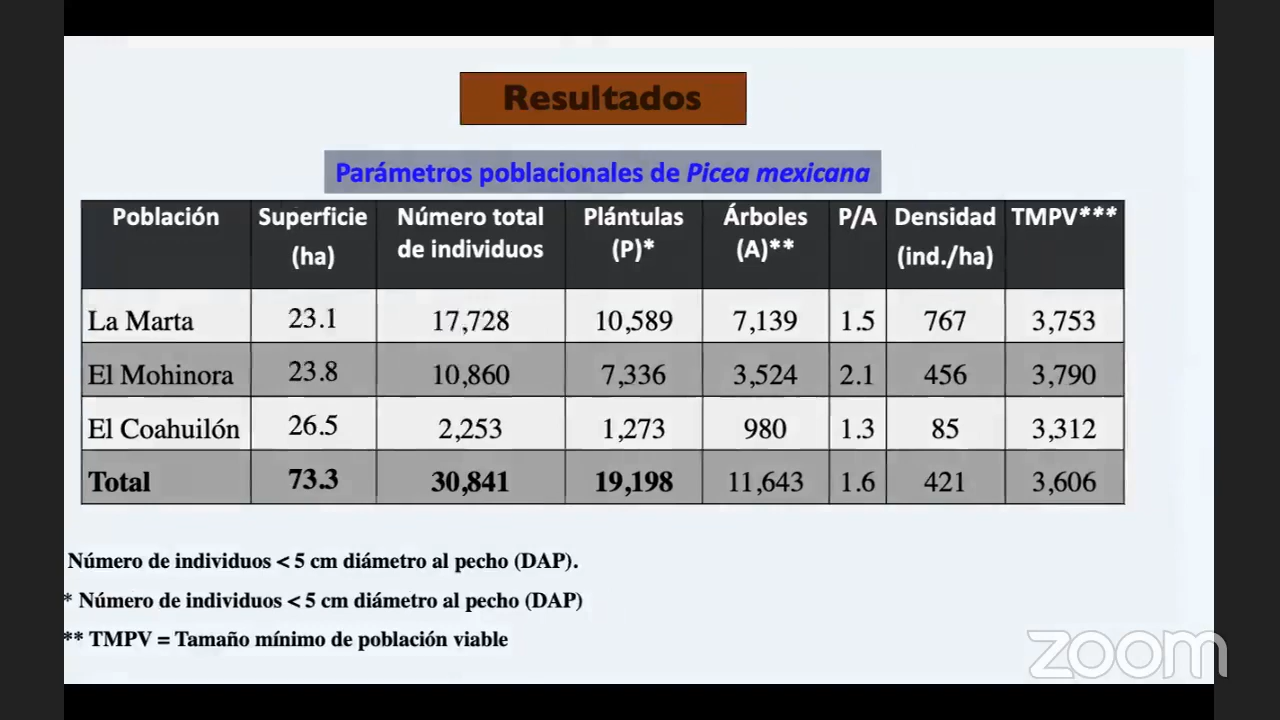 Resultados
Parámetros poblacionales de Picea mexicana
Población Superficie (ha) Número total de individuos Plántulas (P)* Árboles (A)** P/A Densidad (ind./ha) TMPV***
La Marta 23.1 17,728 10,589 7,139 1.5 767 3,753
El Mohinora 23.8 10,860 7,336 3,524 2.1 456 3,790
El Coahuilón 26.5 2,253 1,273 980 1.3 85 3,312
Total 73.3 30,841 19,198 11,643 1.6 421 3,606
Número de individuos < 5 cm diámetro al pecho (DAP).
* Número de individuos < 5 cm diámetro al pecho (DAP)
** TMPV = Tamaño mínimo de población viable
zoom